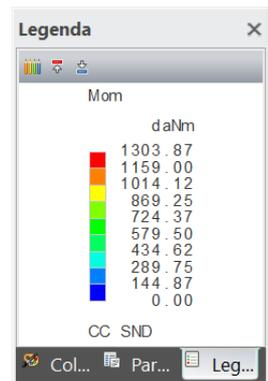 Legenda
Mom
daNm
1303.87
1159.00
1014.12
869.25
724.37
579.50
434.62
289.75
144.87
0.00
CC SND
Col... Par... Leg...